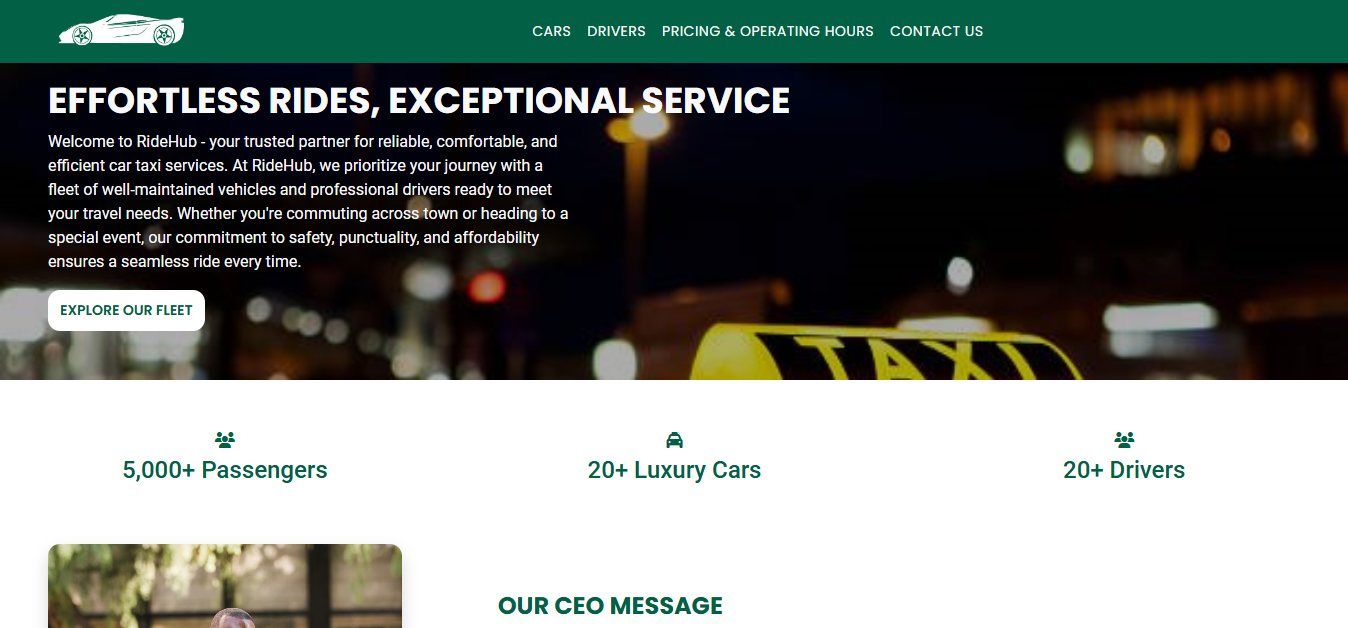 CARS DRIVERS PRICING & OPERATING HOURS CONTACT US
EFFORTLESS RIDES, EXCEPTIONAL SERVICE
Welcome to RideHub - your trusted partner for reliable, comfortable, and
efficient car taxi services. At RideHub, we prioritize your journey with a
fleet of well-maintained vehicles and professional drivers ready to meet
your travel needs. Whether you're commuting across town or heading to a
special event, our commitment to safety, punctuality, and affordability
ensures a seamless ride every time.
EXPLORE OUR FLEET
TAXI
5,000+ Passengers
20+ Luxury Cars
20+ Drivers
OUR CEO MESSAGE